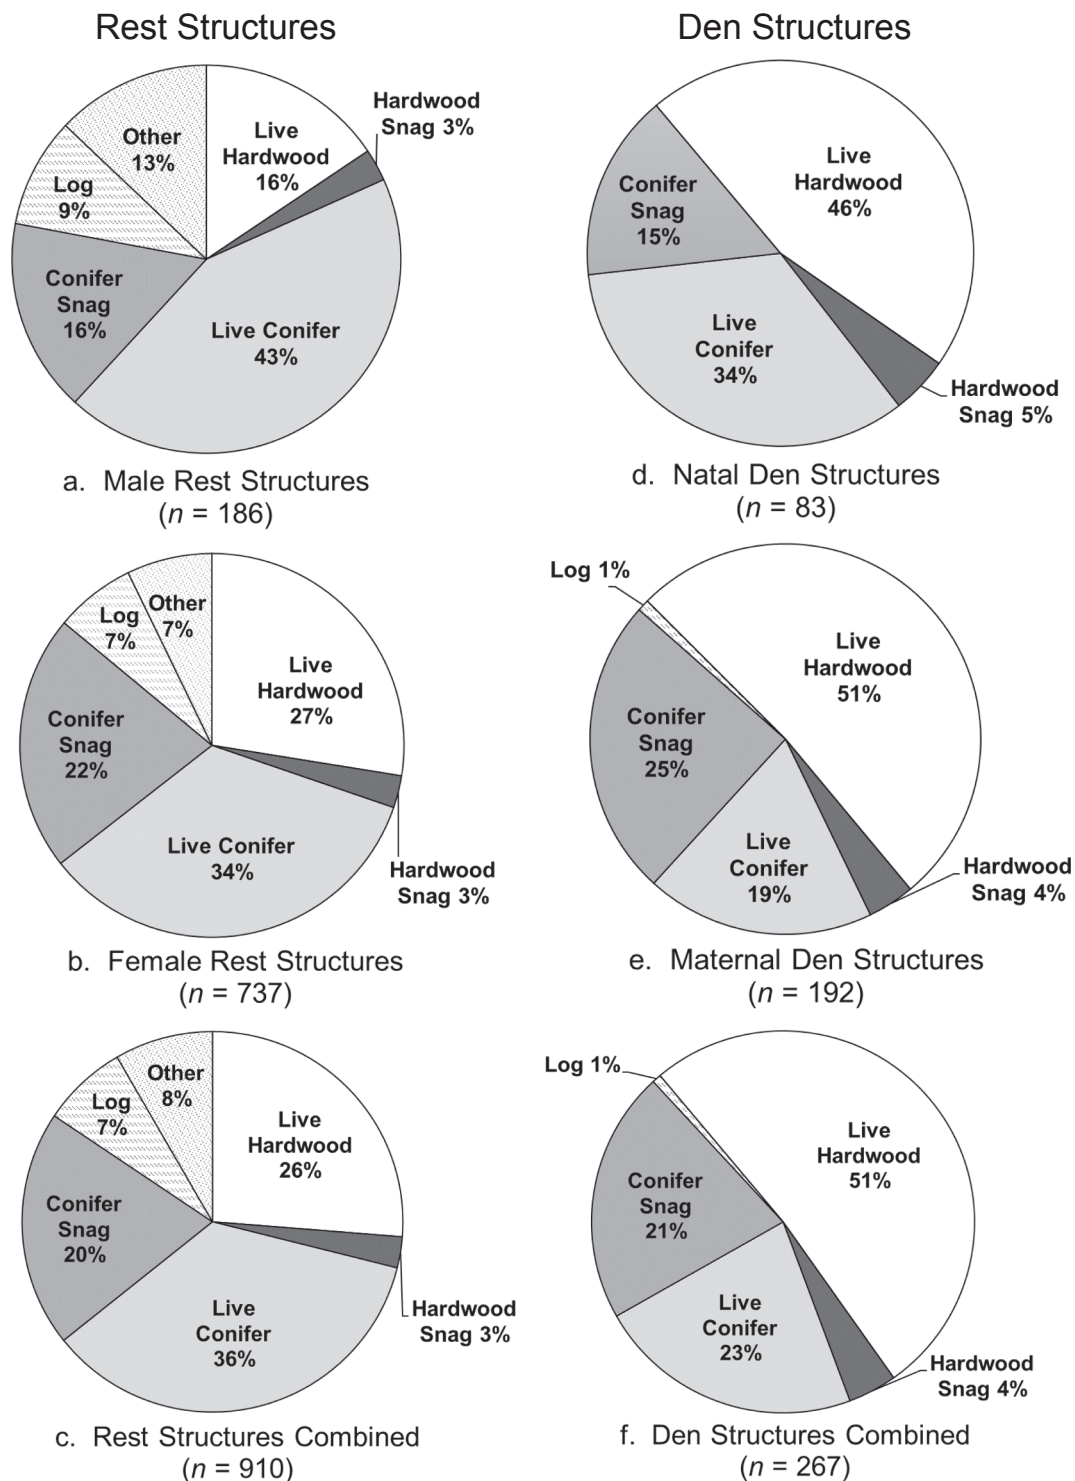 Rest Structures
Den Structures
Live
Hardwood
16%
Hardwood
Snag 3%
Live Conifer
43%
Conifer
Snag
16%
Log
9%
Other
13%
a. Male Rest Structures
(n = 186)
Live
Hardwood
46%
Hardwood
Snag 5%
Live
Conifer
34%
Conifer
Snag
15%
d. Natal Den Structures
(n = 83)
Live
Hardwood
27%
Hardwood
Snag 3%
Live Conifer
34%
Conifer
Snag
22%
Log
7%
Other
7%
b. Female Rest Structures
(n = 737)
Log 1%
Live
Hardwood
51%
Hardwood
Snag 4%
Live
Conifer
19%
Conifer
Snag
25%
e. Maternal Den Structures
(n = 192)
Live
Hardwood
26%
Hardwood
Snag 3%
Live
Conifer
36%
Conifer
Snag
20%
Log
7%
Other
8%
c. Rest Structures Combined
(n = 910)
Log 1%
Live
Hardwood
51%
Hardwood
Snag 4%
Live
Conifer
23%
Conifer
Snag
21%
f. Den Structures Combined
(n = 267)